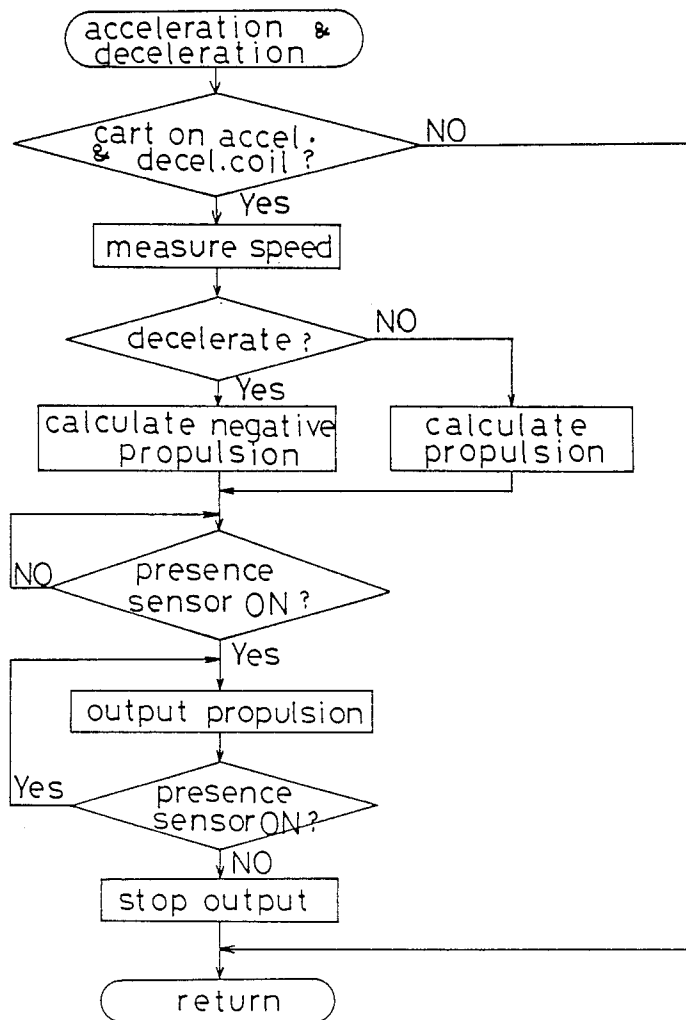 acceleration &
deceleration
cart on accel.
& decel.coil?
NO
Yes
measure speed
decelerate?
NO
Yes
calculate negative
propulsion
calculate
propulsion
presence
sensor ON?
NO
Yes
output propulsion
presence
sensor ON?
Yes
NO
stop output
return